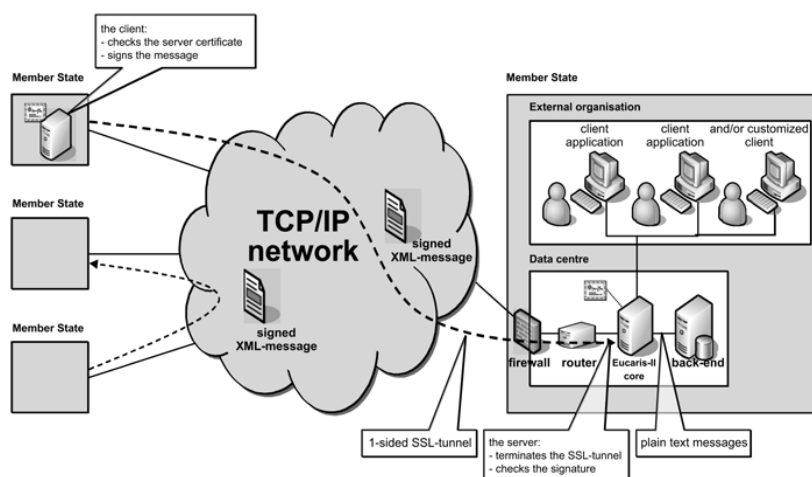 the client:
- checks the server certificate
- signs the message
Member State
Member State
External organisation
client
application
client
application
and/or customized
client
Member State
TCP/IP
network
signed
XML-message
signed
XML-message
Data centre
Member State
firewall
router
Eucaris-II
core
back-end
1-sided SSL-tunnel
the server:
- terminates the SSL-tunnel
- checks the signature
plain text messages